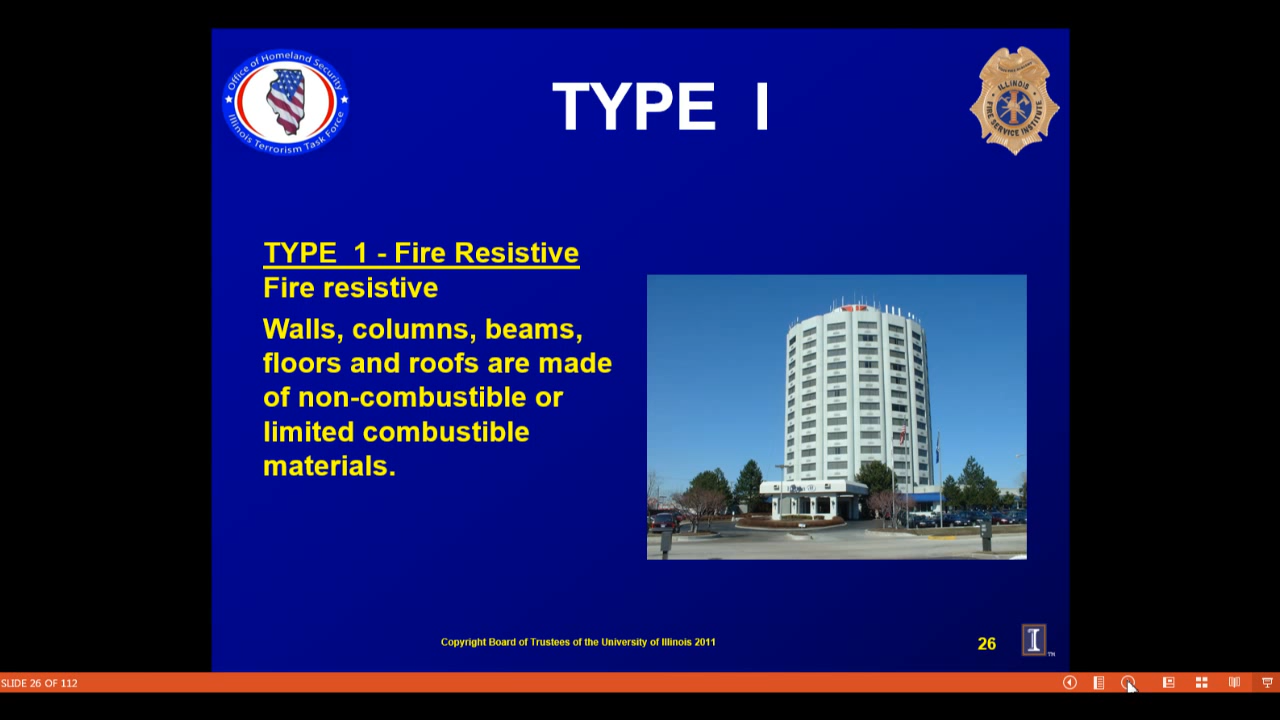 Office of Homeland Security
Illinois Terrorism Task Force
TYPE I
ILLINOIS
FIRE SERVICE INSTITUTE
TYPE 1 - Fire Resistive
Fire resistive
Walls, columns, beams,
floors and roofs are made
of non-combustible or
limited combustible
materials.
Copyright Board of Trustees of the University of Illinois 2011
26
I
TM
SLIDE 26 OF 112